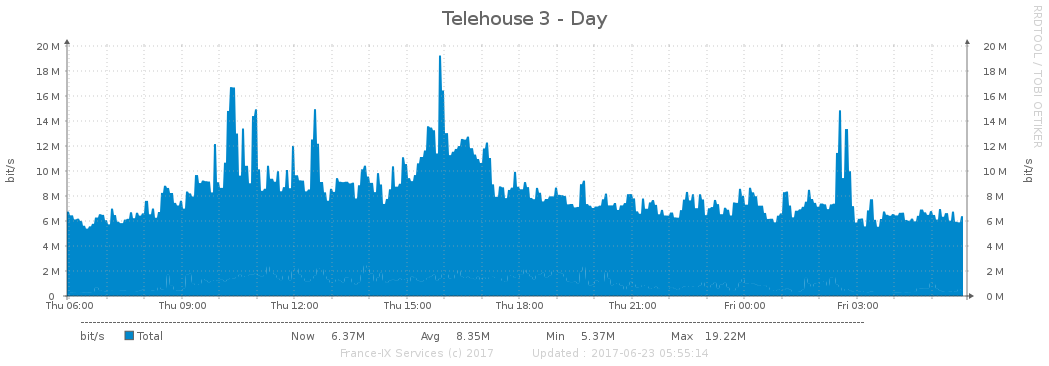 Telehouse 3 - Day
RRDTOOL / TOBI OETIKER
bit/s
20 M 20 M
18 M 18 M
16 M 16 M
14 M 14 M
12 M 12 M
10 M 10 M
8 M 8 M
6 M 6 M
4 M 4 M
2 M 2 M
0 0 M
bit/s
Thu 06:00 Thu 09:00 Thu 12:00 Thu 15:00 Thu 18:00 Thu 21:00 Fri 00:00 Fri 03:00
bit/s Total Now 6.37M Avg 8.35M Min 5.37M Max 19.22M
France-IX Services (c) 2017 Updated : 2017-06-23 05:55:14